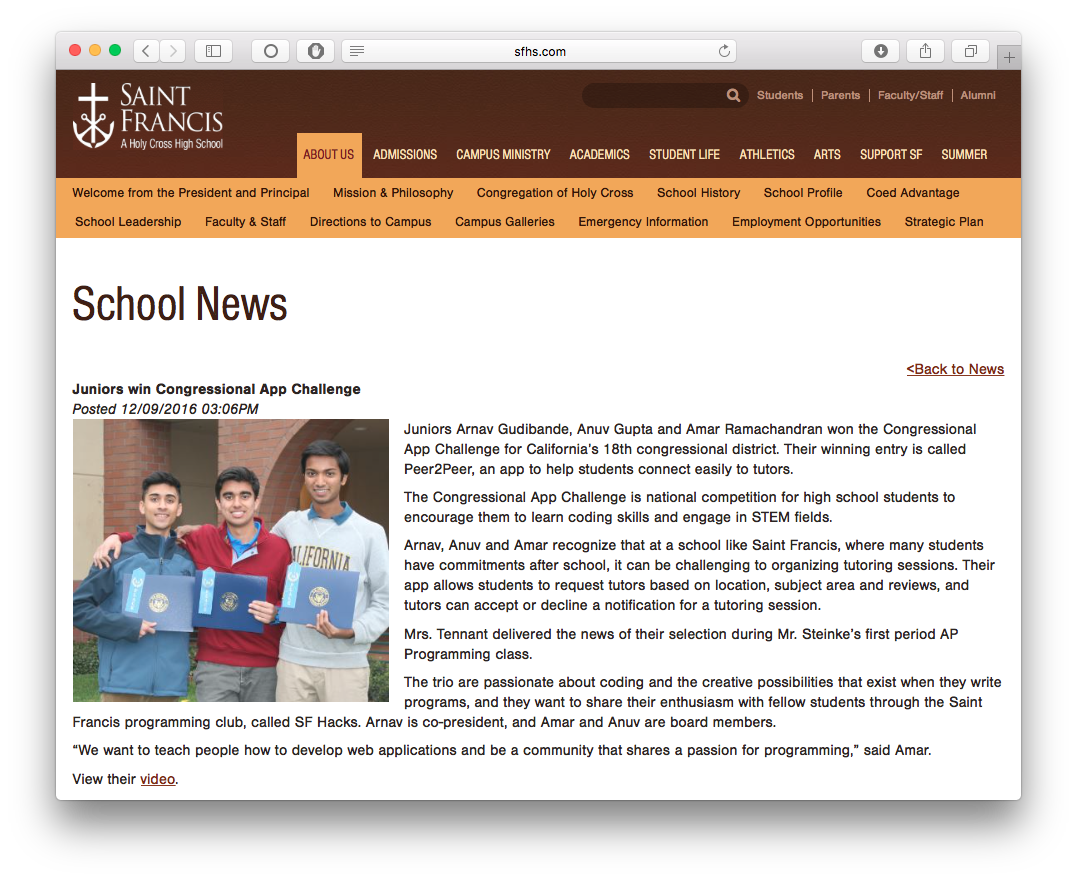 sfhs.com
SAINT
FRANCIS
A Holy Cross High School
Students
Parents
Faculty/Staff
Alumni
ABOUT US
ADMISSIONS
CAMPUS MINISTRY
ACADEMICS
STUDENT LIFE
ATHLETICS
ARTS
SUPPORT SF
SUMMER
Welcome from the President and Principal
Mission & Philosophy
Congregation of Holy Cross
School History
School Profile
Coed Advantage
School Leadership
Faculty & Staff
Directions to Campus
Campus Galleries
Emergency Information
Employment Opportunities
Strategic Plan
School News
<Back to News
Juniors win Congressional App Challenge
Posted 12/09/2016 03:06PM
Juniors Arnav Gudibande, Anuv Gupta and Amar Ramachandran won the Congressional
App Challenge for California's 18th congressional district. Their winning entry is called
Peer2Peer, an app to help students connect easily to tutors.
The Congressional App Challenge is national competition for high school students to
encourage them to learn coding skills and engage in STEM fields.
Arnav, Anuv and Amar recognize that at a school like Saint Francis, where many students
have commitments after school, it can be challenging to organizing tutoring sessions. Their
app allows students to request tutors based on location, subject area and reviews, and
tutors can accept or decline a notification for a tutoring session.
Mrs. Tennant delivered the news of their selection during Mr. Steinke's first period AP
Programming class.
The trio are passionate about coding and the creative possibilities that exist when they write
programs, and they want to share their enthusiasm with fellow students through the Saint
Francis programming club, called SF Hacks. Arnav is co-president, and Amar and Anuv are board members.
“We want to teach people how to develop web applications and be a community that shares a passion for programming,” said Amar.
View their video.
CALIFORNIA